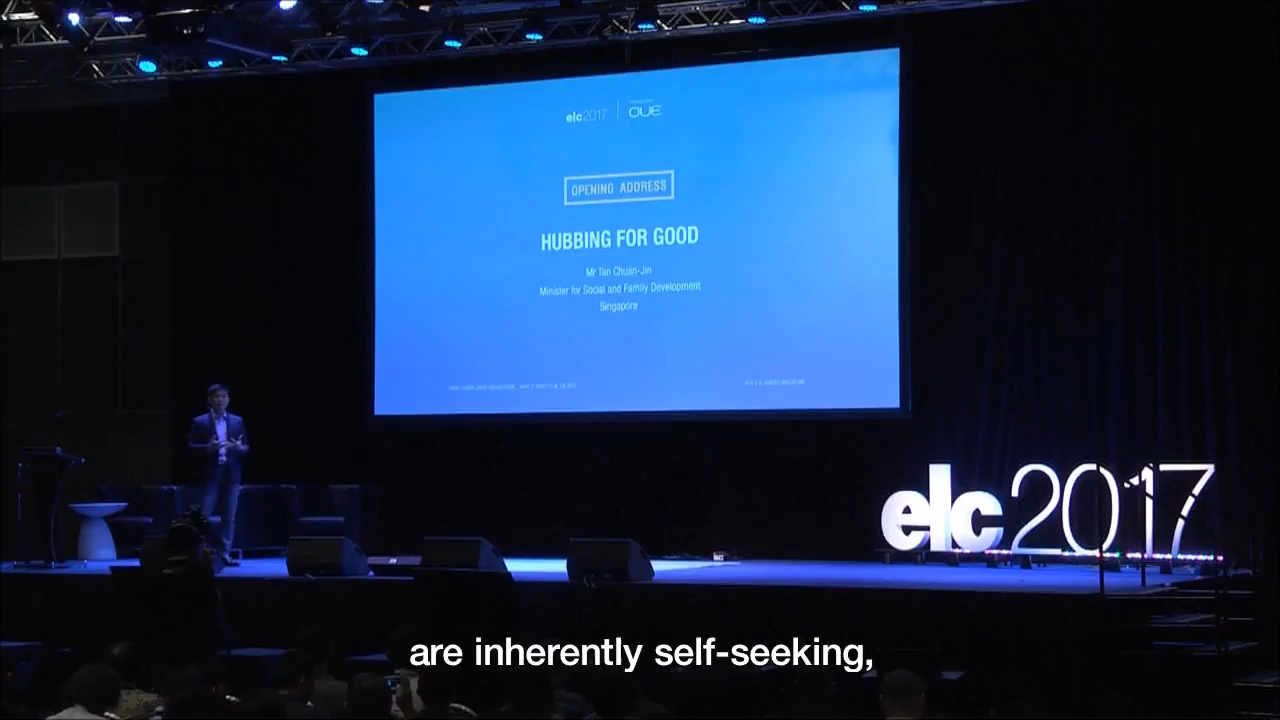 elc2017 | OUE
OPENING ADDRESS
HUBBING FOR GOOD
Mr Tan Chuan-Jin
Minister for Social and Family Development
Singapore
elc2017
are inherently self-seeking,